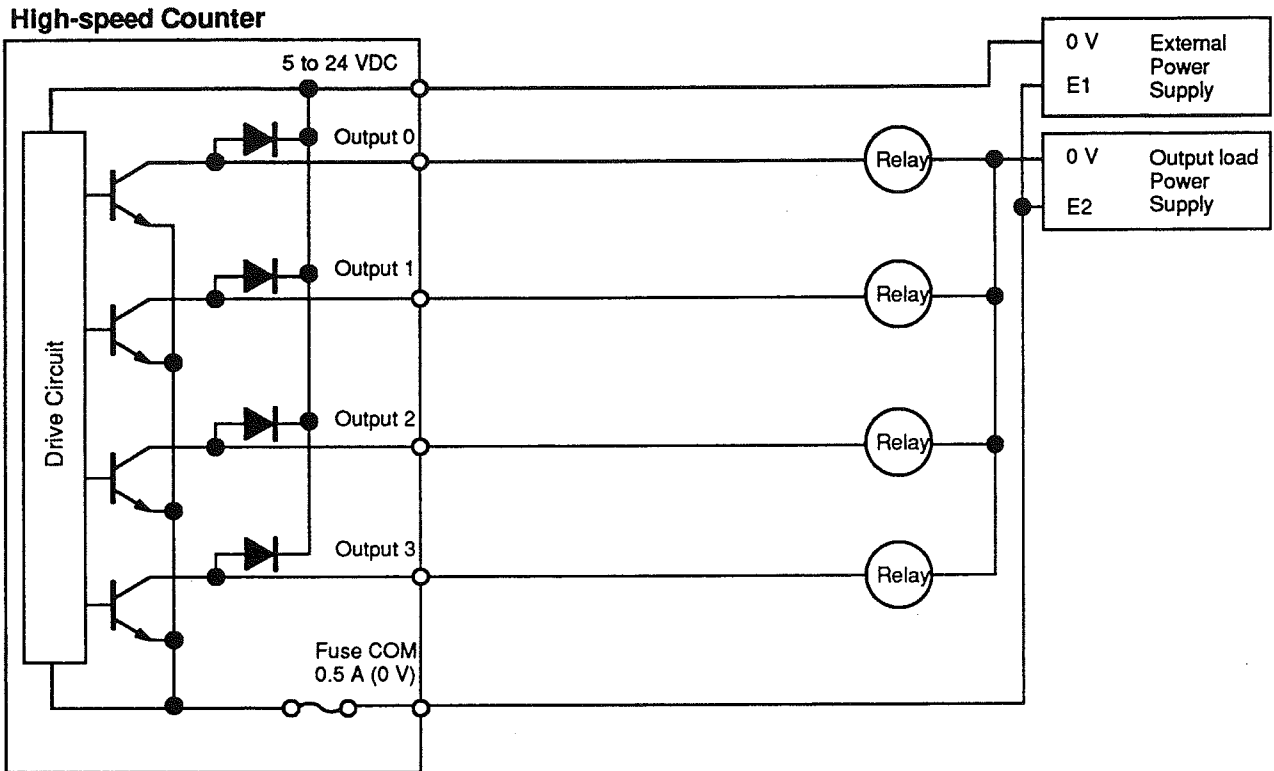 High-speed Counter
5 to 24 VDC
0 V
External
Power
Supply
E1
Output 0
Relay
0 V
Output load
Power
Supply
E2
Output 1
Relay
Drive Circuit
Output 2
Relay
Output 3
Relay
Fuse COM
0.5 A (0 V)